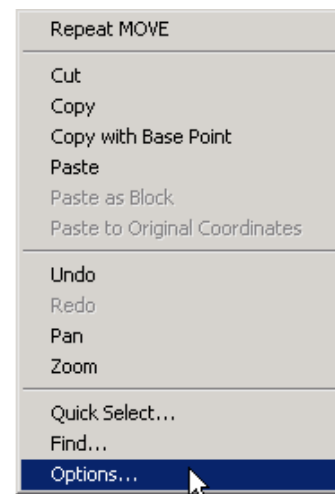 Repeat MOVE
Cut
Copy
Copy with Base Point
Paste
Paste as Block
Paste to Original Coordinates
Undo
Redo
Pan
Zoom
Quick Select...
Find...
Options...